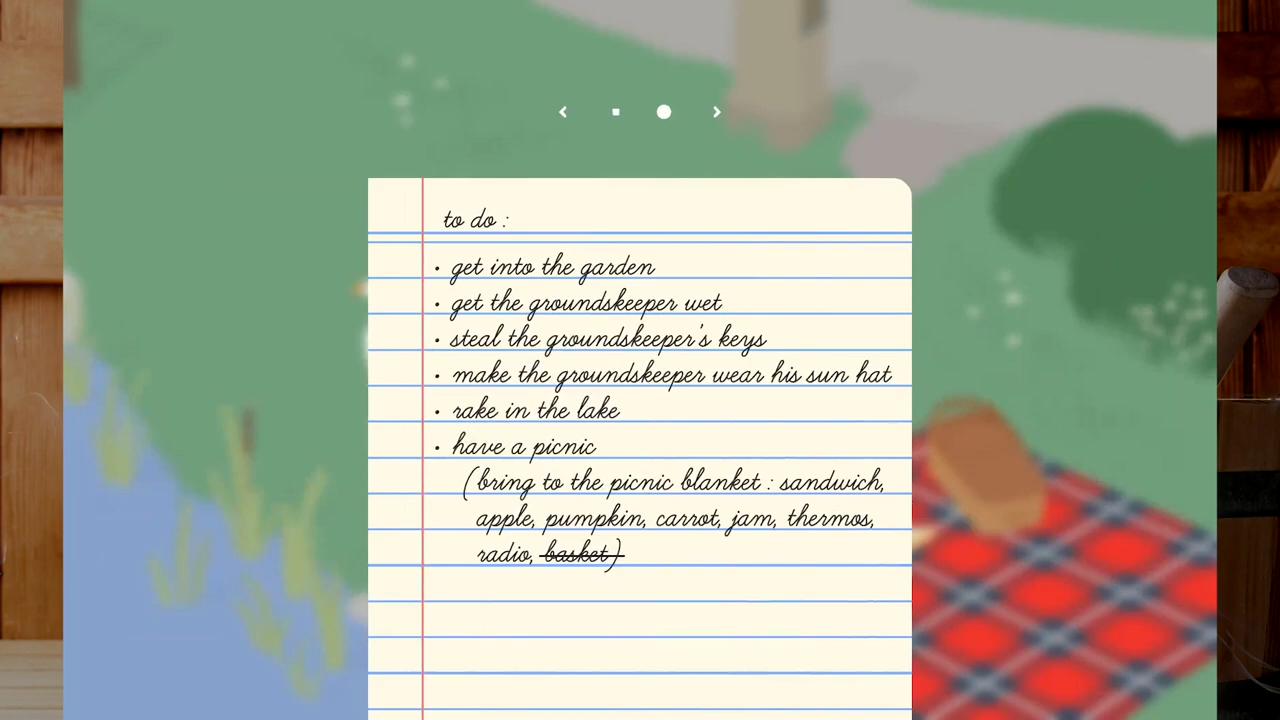 to do :
• get into the garden
• get the groundskeeper wet
• steal the groundskeeper's keys
• make the groundskeeper wear his sun hat
• rake in the lake
• have a picnic
(bring to the picnic blanket : sandwich,
apple, pumpkin, carrot, jam, thermos,
radio, basket)